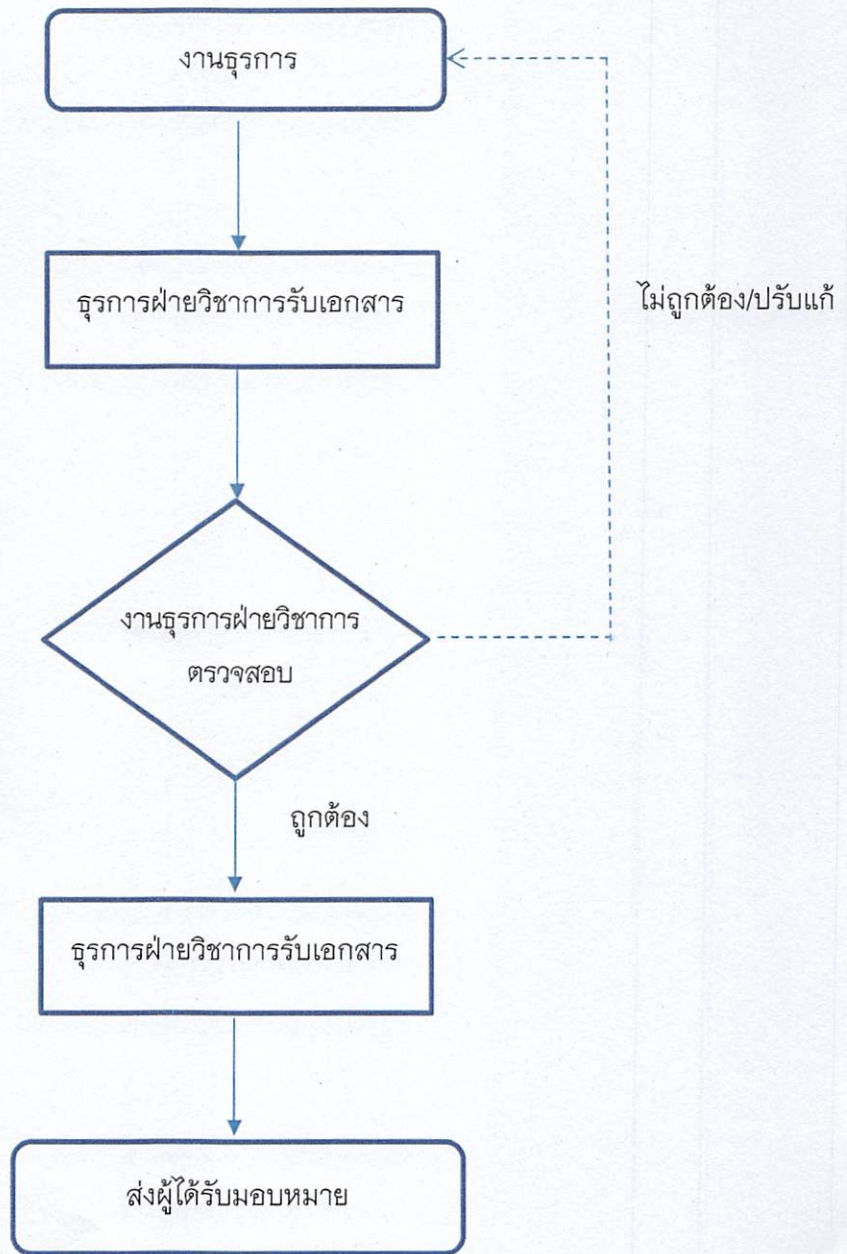 งานธุรการ
ธุรการฝ่ายวิชาการรับเอกสาร
ไม่ถูกต้อง/ปรับแก้
งานธุรการฝ่ายวิชาการ
ตรวจสอบ
ถูกต้อง
ธุรการฝ่ายวิชาการรับเอกสาร
ส่งผู้ได้รับมอบหมาย